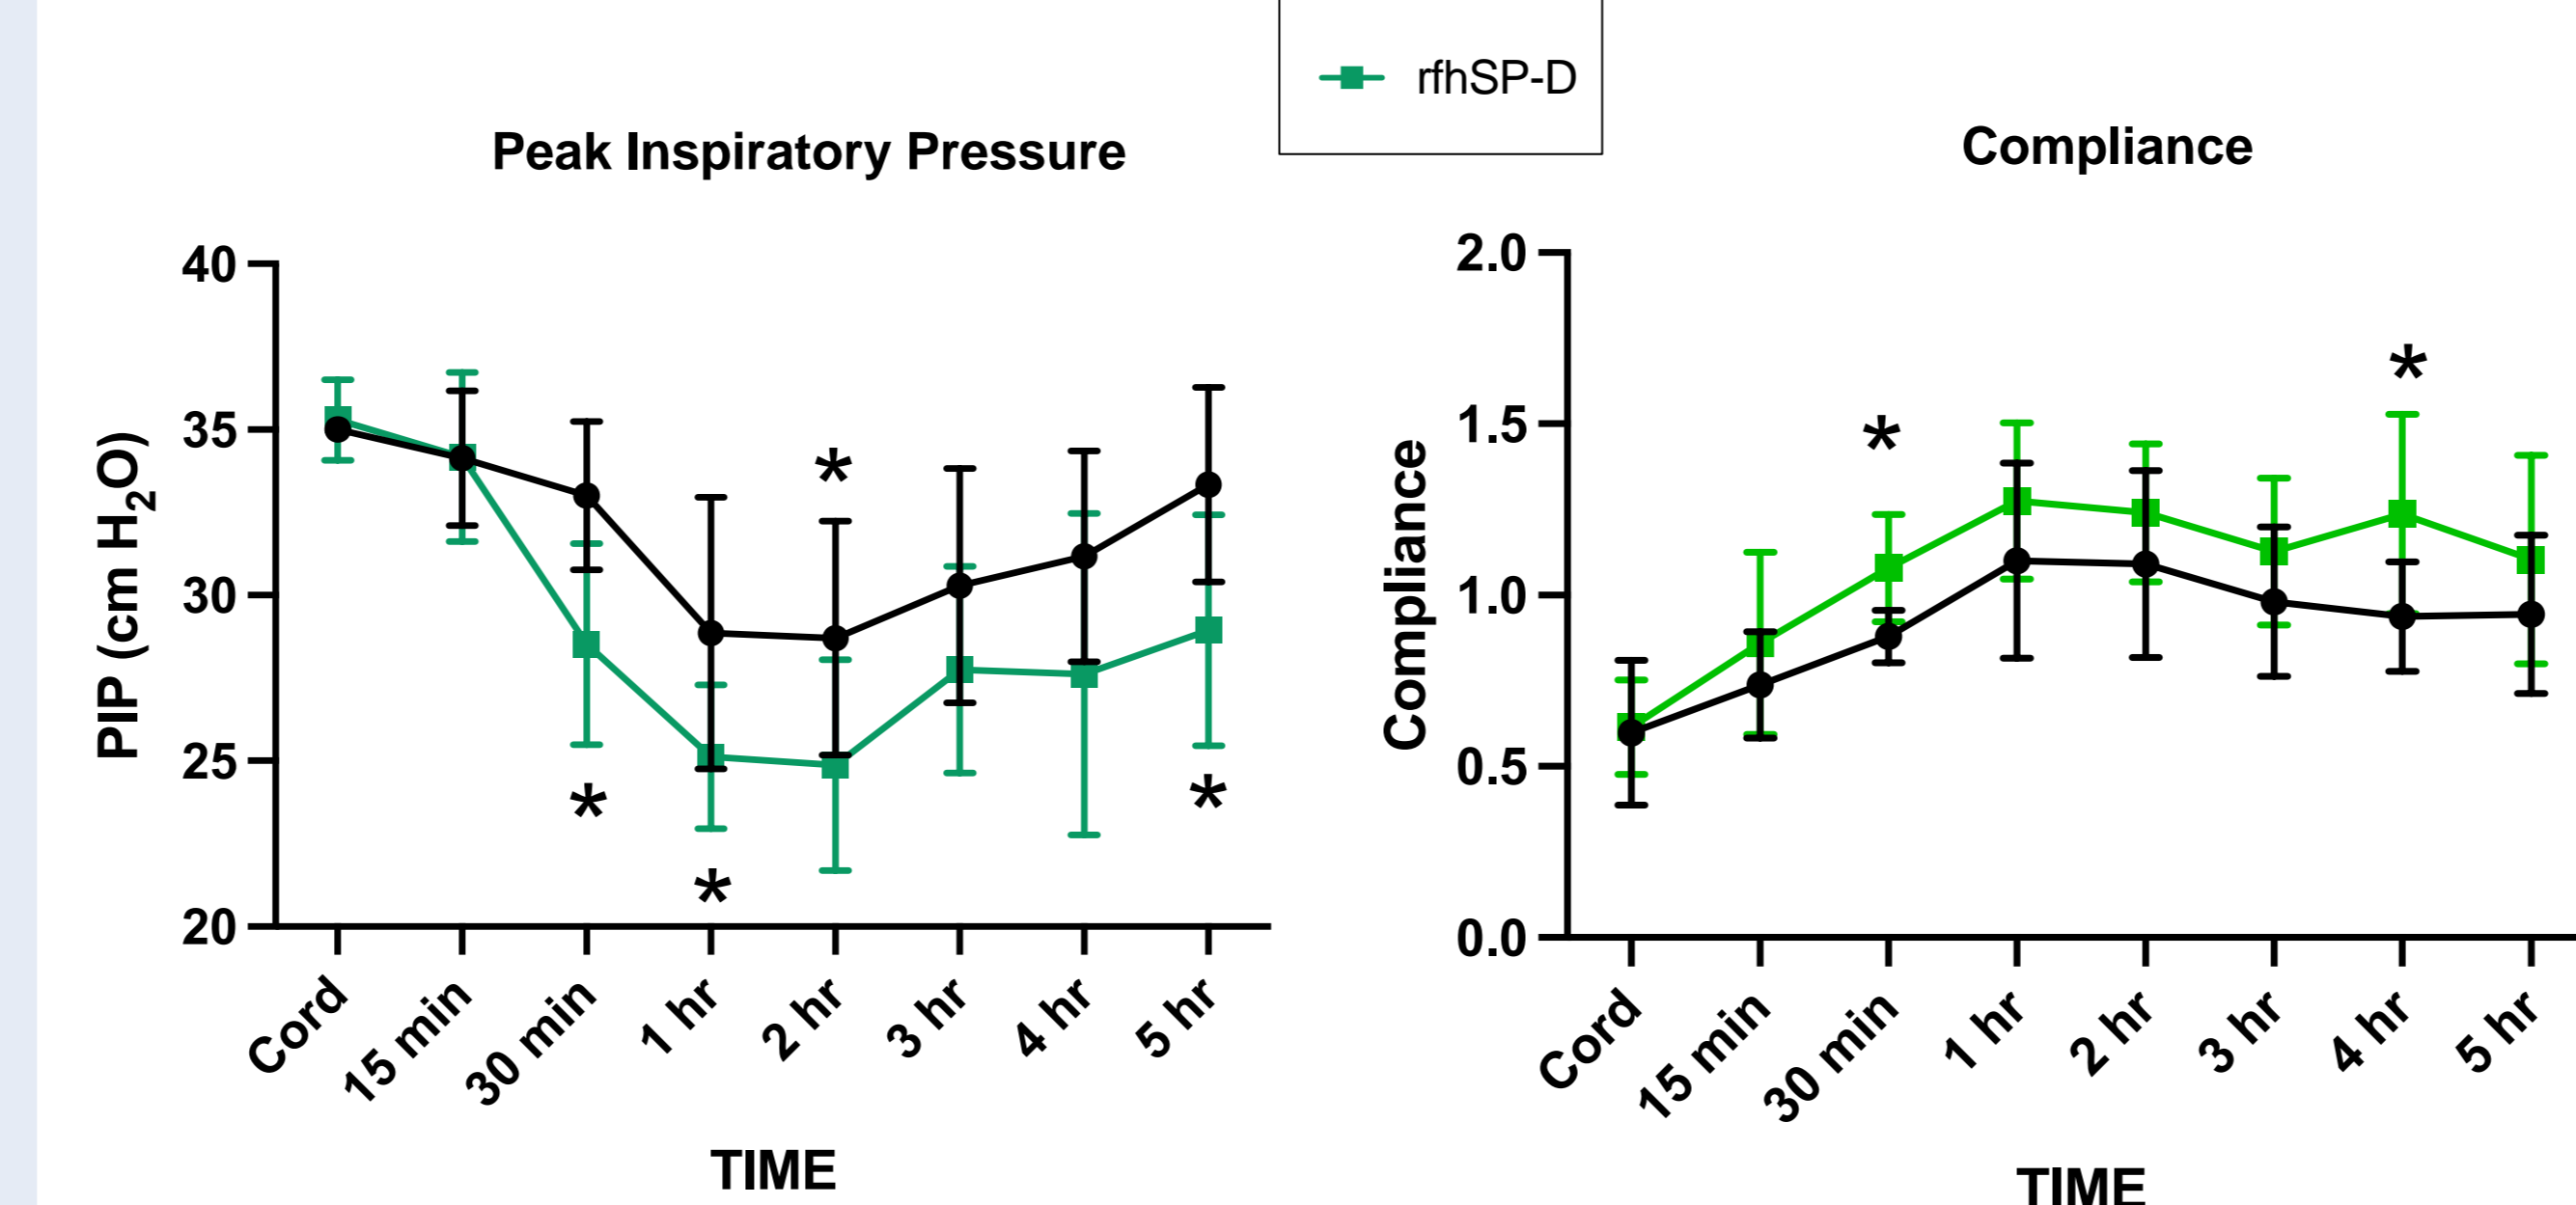 rfhSP-D
Peak Inspiratory Pressure
PIP (cm H₂O)
40
35
30
25
20
*
*
*
*
Cord
15 min
30 min
1 hr
2 hr
3 hr
4 hr
5 hr
TIME
Compliance
Compliance
2.0
1.5
1.0
0.5
0.0
*
*
Cord
15 min
30 min
1 hr
2 hr
3 hr
4 hr
5 hr
TIME